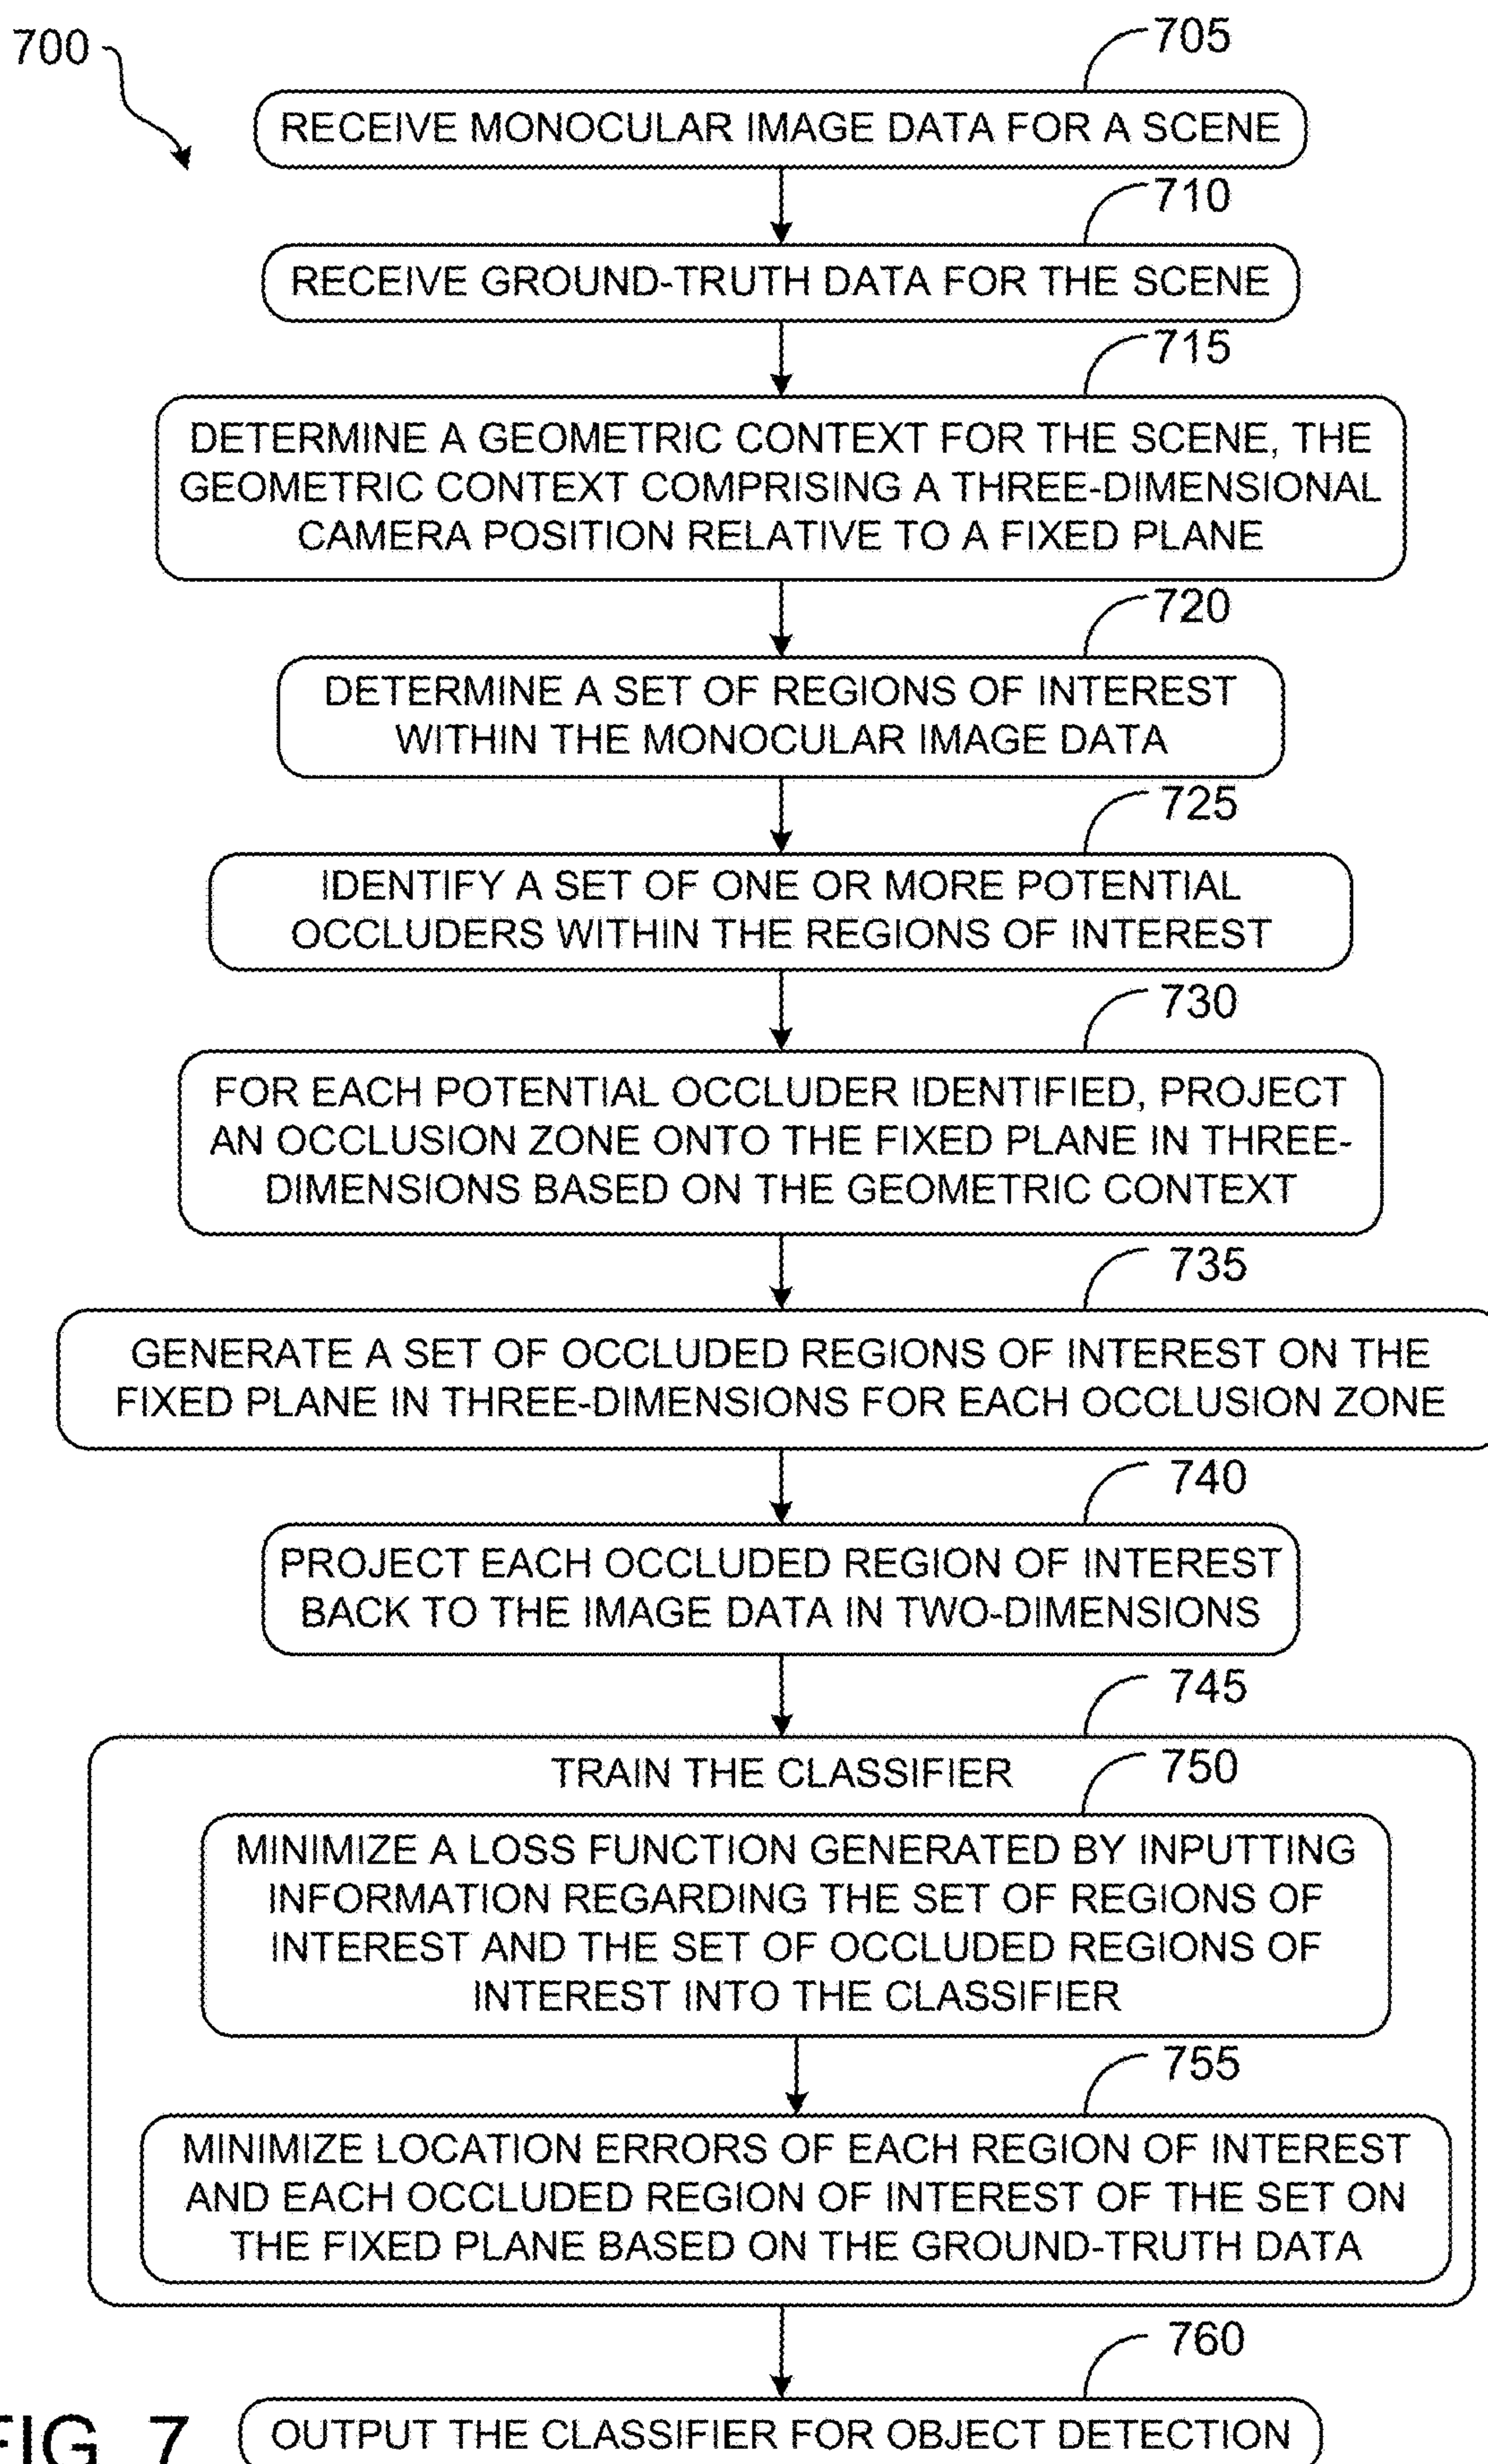 700
705
RECEIVE MONOCULAR IMAGE DATA FOR A SCENE
710
RECEIVE GROUND-TRUTH DATA FOR THE SCENE
715
DETERMINE A GEOMETRIC CONTEXT FOR THE SCENE, THE
GEOMETRIC CONTEXT COMPRISING A THREE-DIMENSIONAL
CAMERA POSITION RELATIVE TO A FIXED PLANE
720
DETERMINE A SET OF REGIONS OF INTEREST
WITHIN THE MONOCULAR IMAGE DATA
725
IDENTIFY A SET OF ONE OR MORE POTENTIAL
OCCLUDERS WITHIN THE REGIONS OF INTEREST
730
FOR EACH POTENTIAL OCCLUDER IDENTIFIED, PROJECT
AN OCCLUSION ZONE ONTO THE FIXED PLANE IN THREE-
DIMENSIONS BASED ON THE GEOMETRIC CONTEXT
735
GENERATE A SET OF OCCLUDED REGIONS OF INTEREST ON THE
FIXED PLANE IN THREE-DIMENSIONS FOR EACH OCCLUSION ZONE
740
PROJECT EACH OCCLUDED REGION OF INTEREST
BACK TO THE IMAGE DATA IN TWO-DIMENSIONS
745
TRAIN THE CLASSIFIER
750
MINIMIZE A LOSS FUNCTION GENERATED BY INPUTTING
INFORMATION REGARDING THE SET OF REGIONS OF
INTEREST AND THE SET OF OCCLUDED REGIONS OF
INTEREST INTO THE CLASSIFIER
755
MINIMIZE LOCATION ERRORS OF EACH REGION OF INTEREST
AND EACH OCCLUDED REGION OF INTEREST OF THE SET ON
THE FIXED PLANE BASED ON THE GROUND-TRUTH DATA
760
OUTPUT THE CLASSIFIER FOR OBJECT DETECTION
FIG. 7